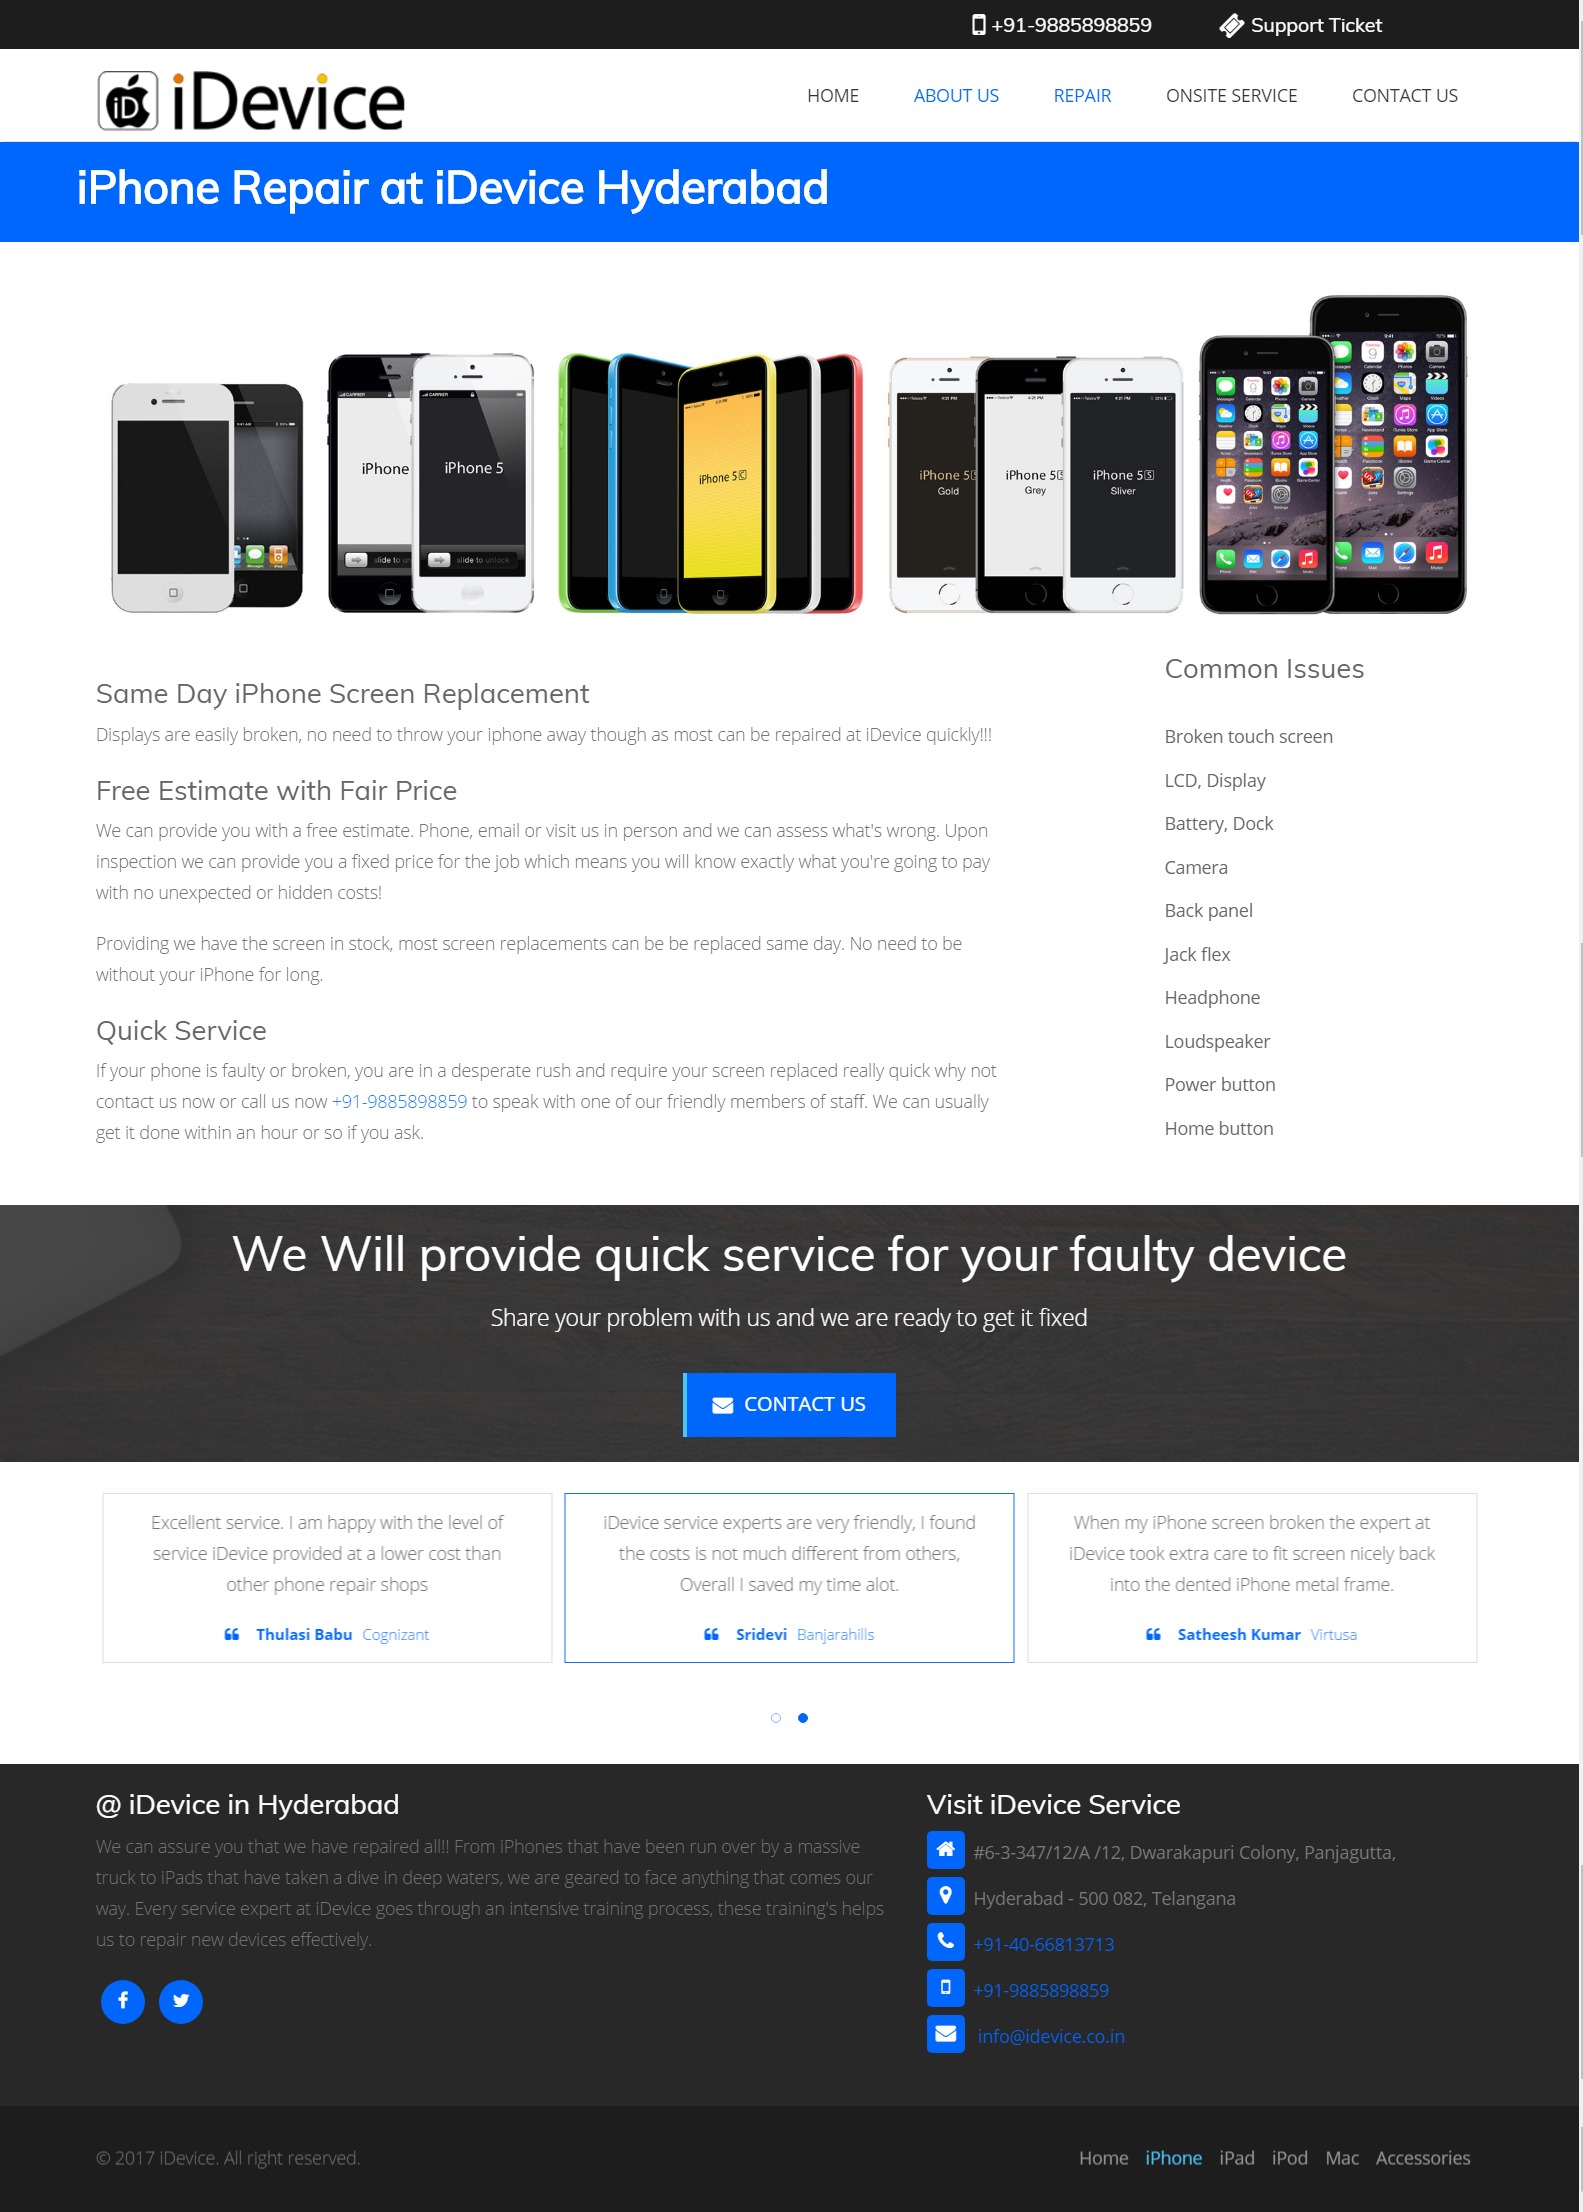 +91-9885898859 Support Ticket
iD iDevice
HOME ABOUT US REPAIR ONSITE SERVICE CONTACT US
iPhone Repair at iDevice Hyderabad
iPhone
iPhone 5
iPhone 5C
iPhone 5S
Gold
iPhone 5S
Grey
iPhone 5S
Sliver
slide to un
slide to unlock
Same Day iPhone Screen Replacement
Displays are easily broken, no need to throw your iphone away though as most can be repaired at iDevice quickly!!!
Free Estimate with Fair Price
We can provide you with a free estimate. Phone, email or visit us in person and we can assess what's wrong. Upon
inspection we can provide you a fixed price for the job which means you will know exactly what you're going to pay
with no unexpected or hidden costs!
Providing we have the screen in stock, most screen replacements can be be replaced same day. No need to be
without your iPhone for long.
Quick Service
If your phone is faulty or broken, you are in a desperate rush and require your screen replaced really quick why not
contact us now or call us now +91-9885898859 to speak with one of our friendly members of staff. We can usually
get it done within an hour or so if you ask.
Common Issues
Broken touch screen
LCD, Display
Battery, Dock
Camera
Back panel
Jack flex
Headphone
Loudspeaker
Power button
Home button
We Will provide quick service for your faulty device
Share your problem with us and we are ready to get it fixed
CONTACT US
Excellent service. I am happy with the level of
service iDevice provided at a lower cost than
other phone repair shops
Thulasi Babu Cognizant
iDevice service experts are very friendly, I found
the costs is not much different from others,
Overall I saved my time alot.
Sridevi Banjarahills
When my iPhone screen broken the expert at
iDevice took extra care to fit screen nicely back
into the dented iPhone metal frame.
Satheesh Kumar Virtusa
@ iDevice in Hyderabad
We can assure you that we have repaired all!! From iPhones that have been run over by a massive
truck to iPads that have taken a dive in deep waters, we are geared to face anything that comes our
way. Every service expert at iDevice goes through an intensive training process, these training's helps
us to repair new devices effectively.
Visit iDevice Service
#6-3-347/12/A /12, Dwarakapuri Colony, Panjagutta,
Hyderabad - 500 082, Telangana
+91-40-66813713
+91-9885898859
info@idevice.co.in
© 2017 iDevice. All right reserved.
Home iPhone iPad iPod Mac Accessories